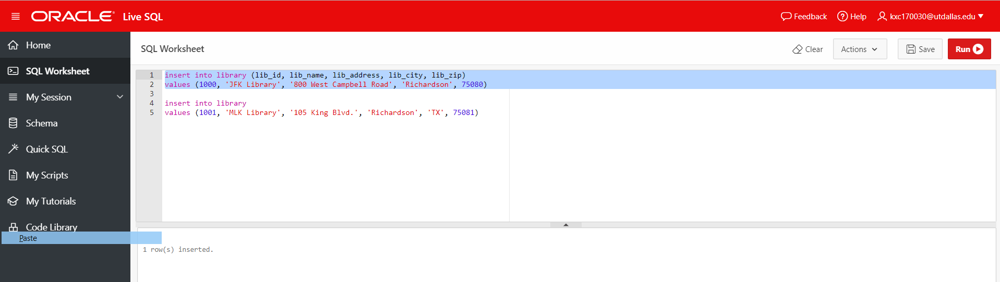 ORACLE Live SQL
Feedback
Help
kxc170030@utdallas.edu
Home
SQL Worksheet
My Session
Schema
Quick SQL
My Scripts
My Tutorials
Code Library
Paste
SQL Worksheet
Clear
Actions
Save
Run
1 insert into library (lib_id, lib_name, lib_address, lib_city, lib_zip)
2 values (1000, 'JFK Library', '800 West Campbell Road', 'Richardson', 75080)
3
4 insert into library
5 values (1001, 'MLK Library', '105 King Blvd.', 'Richardson', 'TX', 75081)
1 row(s) inserted.